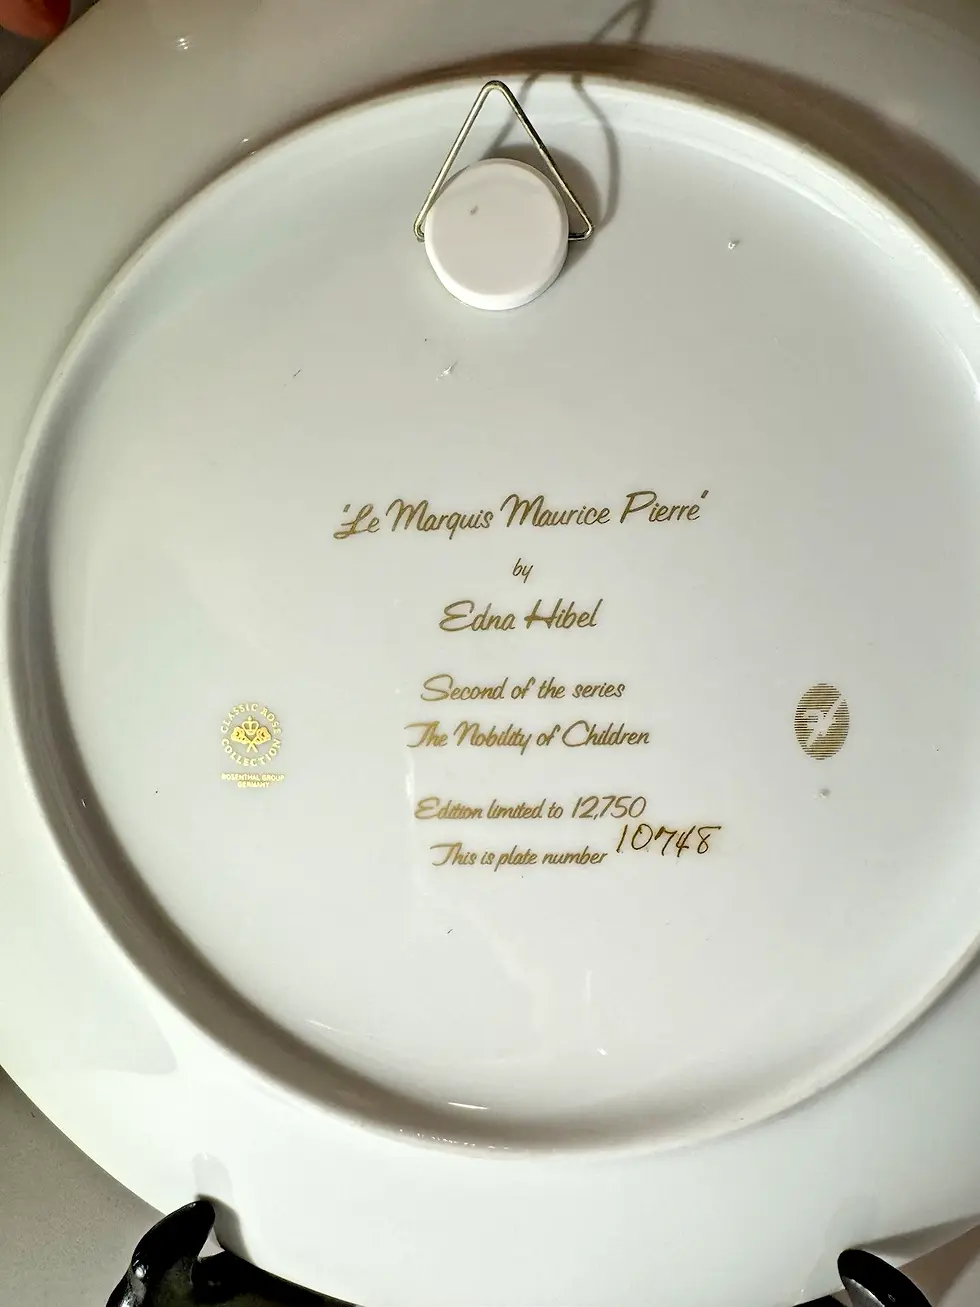 "Le Marquis Maurice Pierre"
by
Edna Hibel
Second of the series
The Nobility of Children
CLASSIC ROSE
COLLECTION
ROSENTHAL GROUP
GERMANY
Edition limited to 12,750
This is plate number 10748